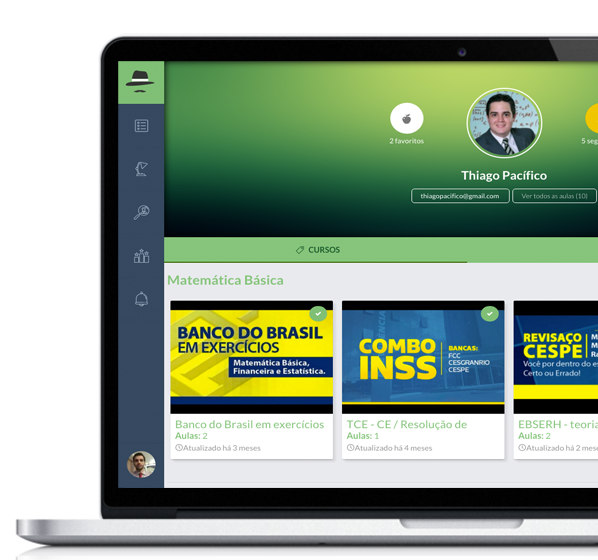 2 favoritos
5 seg
Thiago Pacífico
thiagopacifico@gmail.com
Ver todos as aulas (10)
CURSOS
Matemática Básica
BANCO DO BRASIL
EM EXERCÍCIOS
Matemática Básica,
Financeira e Estatística.
Banco do Brasil em exercícios
Aulas: 2
Atualizado há 3 meses
COMBO
INSS
BANCAS:
FCC
CESGRANRIO
CESPE
TCE - CE / Resolução de
Aulas: 1
Atualizado há 4 meses
REVISAÇO
CESPE
Você por dentro do es
Certo ou Errado!
EBSERH - teoria
Aulas: 2
Atualizado há 2 mese